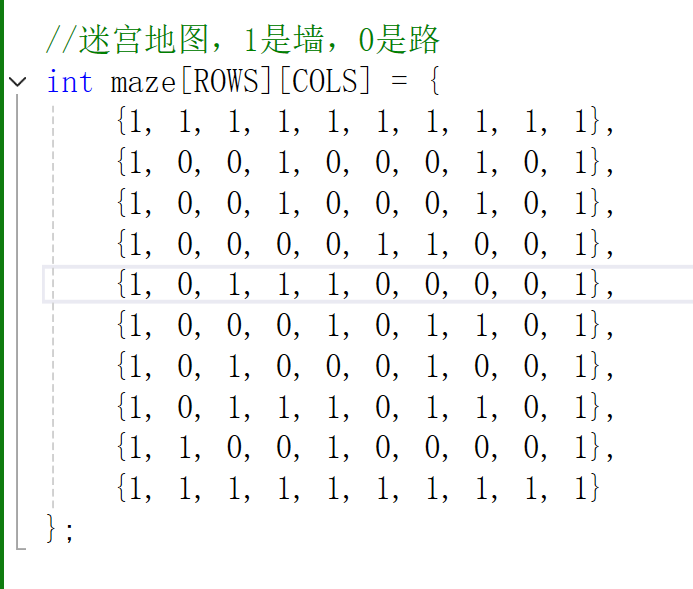 //迷宫地图，1是墙，0是路
int maze[ROWS][COLS] = {
{1, 1, 1, 1, 1, 1, 1, 1, 1, 1},
{1, 0, 0, 1, 0, 0, 0, 1, 0, 1},
{1, 0, 0, 1, 0, 0, 0, 1, 0, 1},
{1, 0, 0, 0, 0, 1, 1, 0, 0, 1},
{1, 0, 1, 1, 1, 0, 0, 0, 0, 1},
{1, 0, 0, 0, 1, 0, 1, 1, 0, 1},
{1, 0, 1, 0, 0, 0, 1, 0, 0, 1},
{1, 0, 1, 1, 1, 0, 1, 1, 0, 1},
{1, 1, 0, 0, 1, 0, 0, 0, 0, 1},
{1, 1, 1, 1, 1, 1, 1, 1, 1, 1}
};